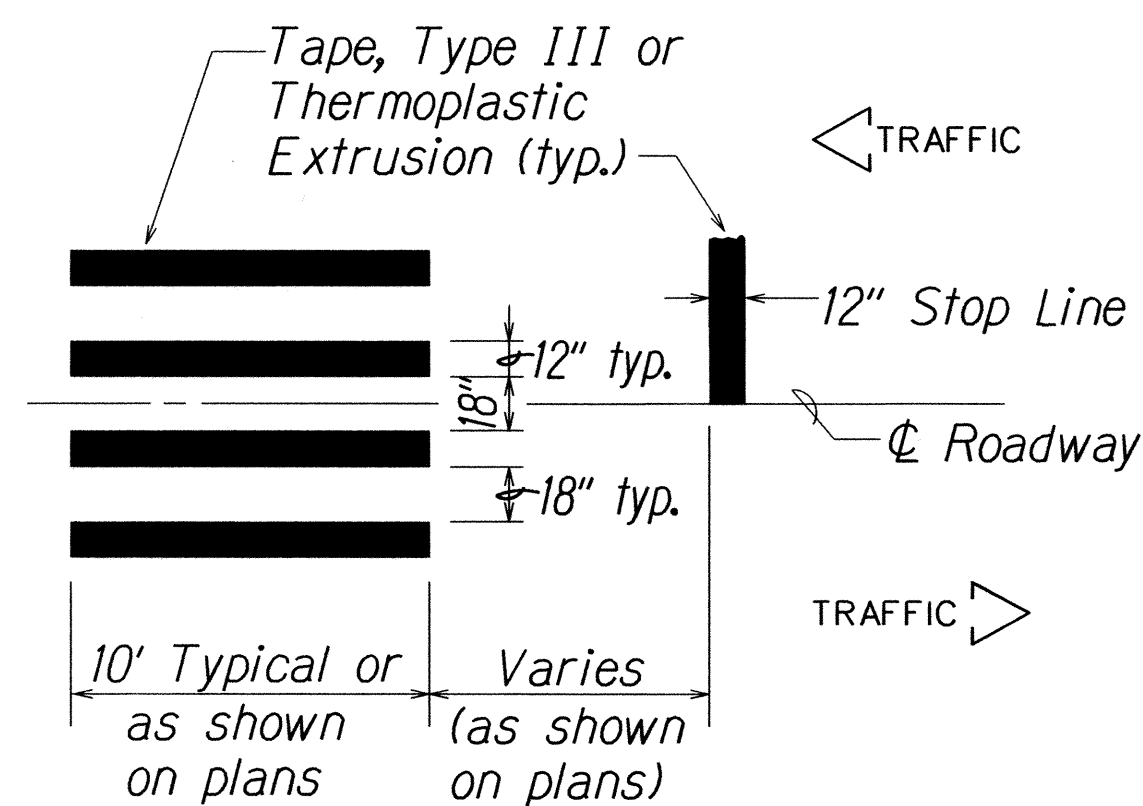 Tape, Type III or
Thermoplastic
Extrusion (typ.)
TRAFFIC
12" Stop Line
12" typ.
18"
℄ Roadway
18" typ.
TRAFFIC
10' Typical or
as shown
on plans
Varies
(as shown
on plans)